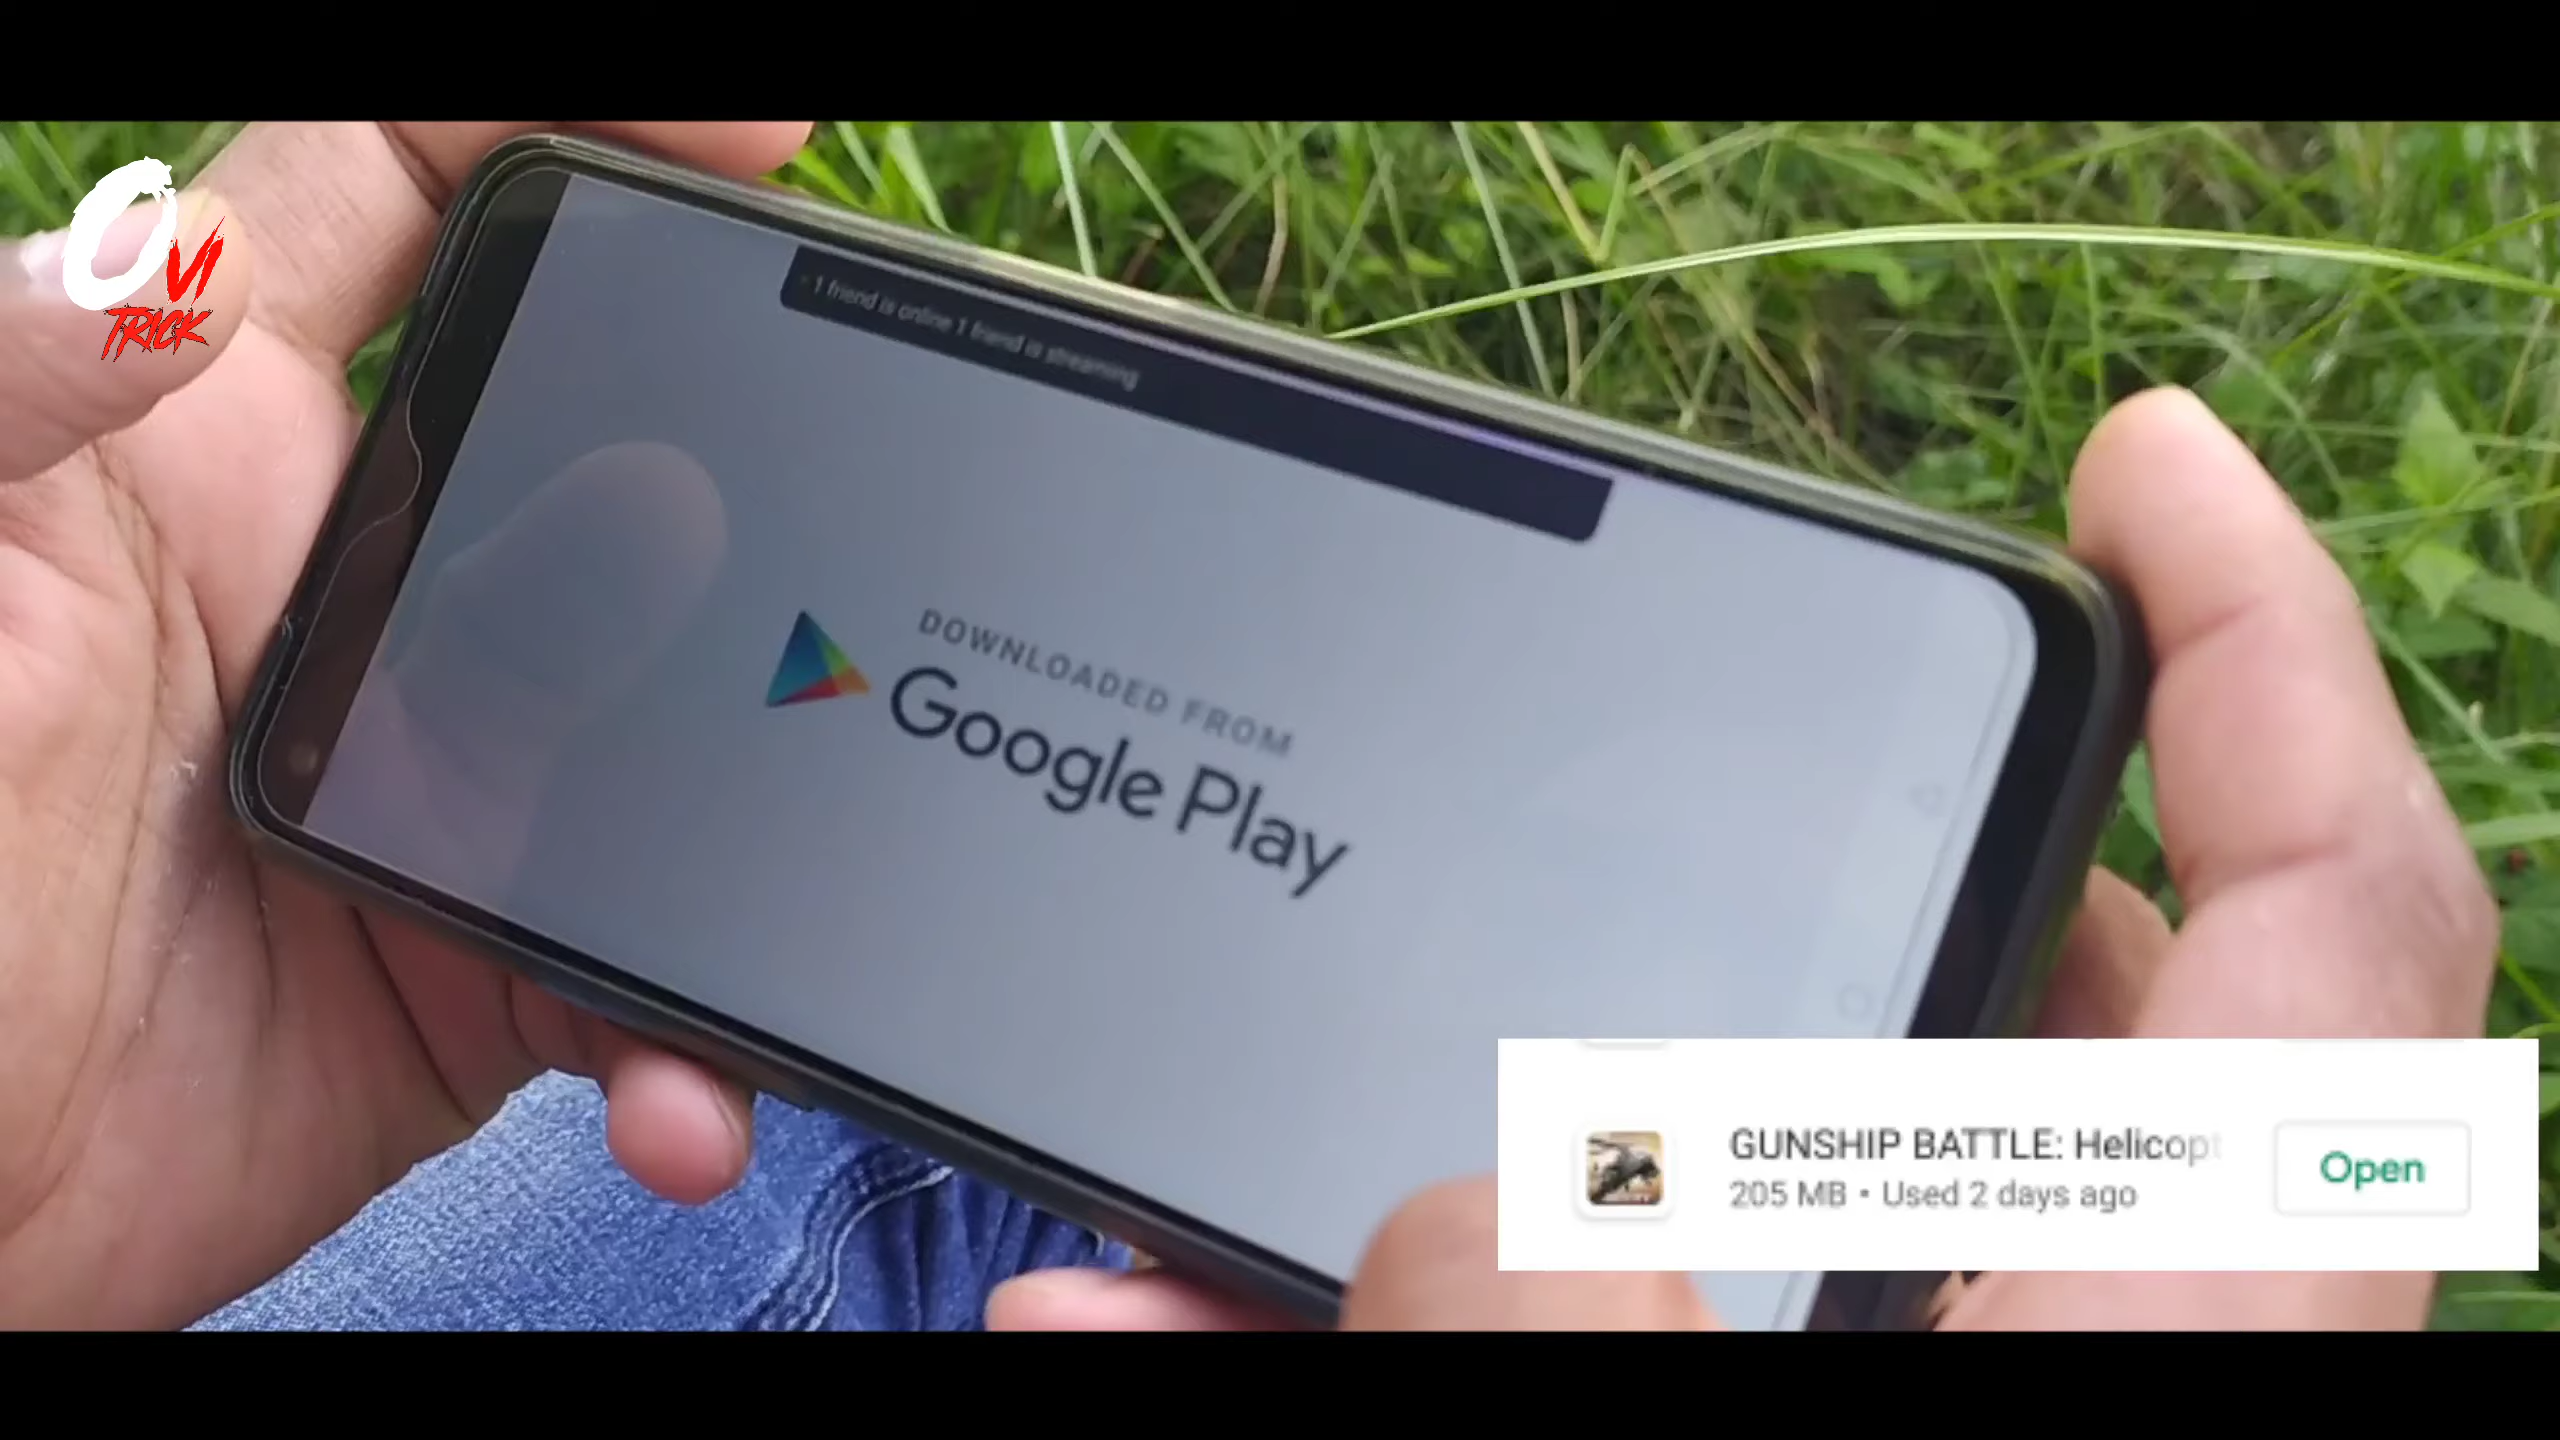 OVI
TRICK
1 friend is online 1 friend is streaming
DOWNLOADED FROM
Google Play
GUNSHIP BATTLE: Helicopt
205 MB • Used 2 days ago
Open